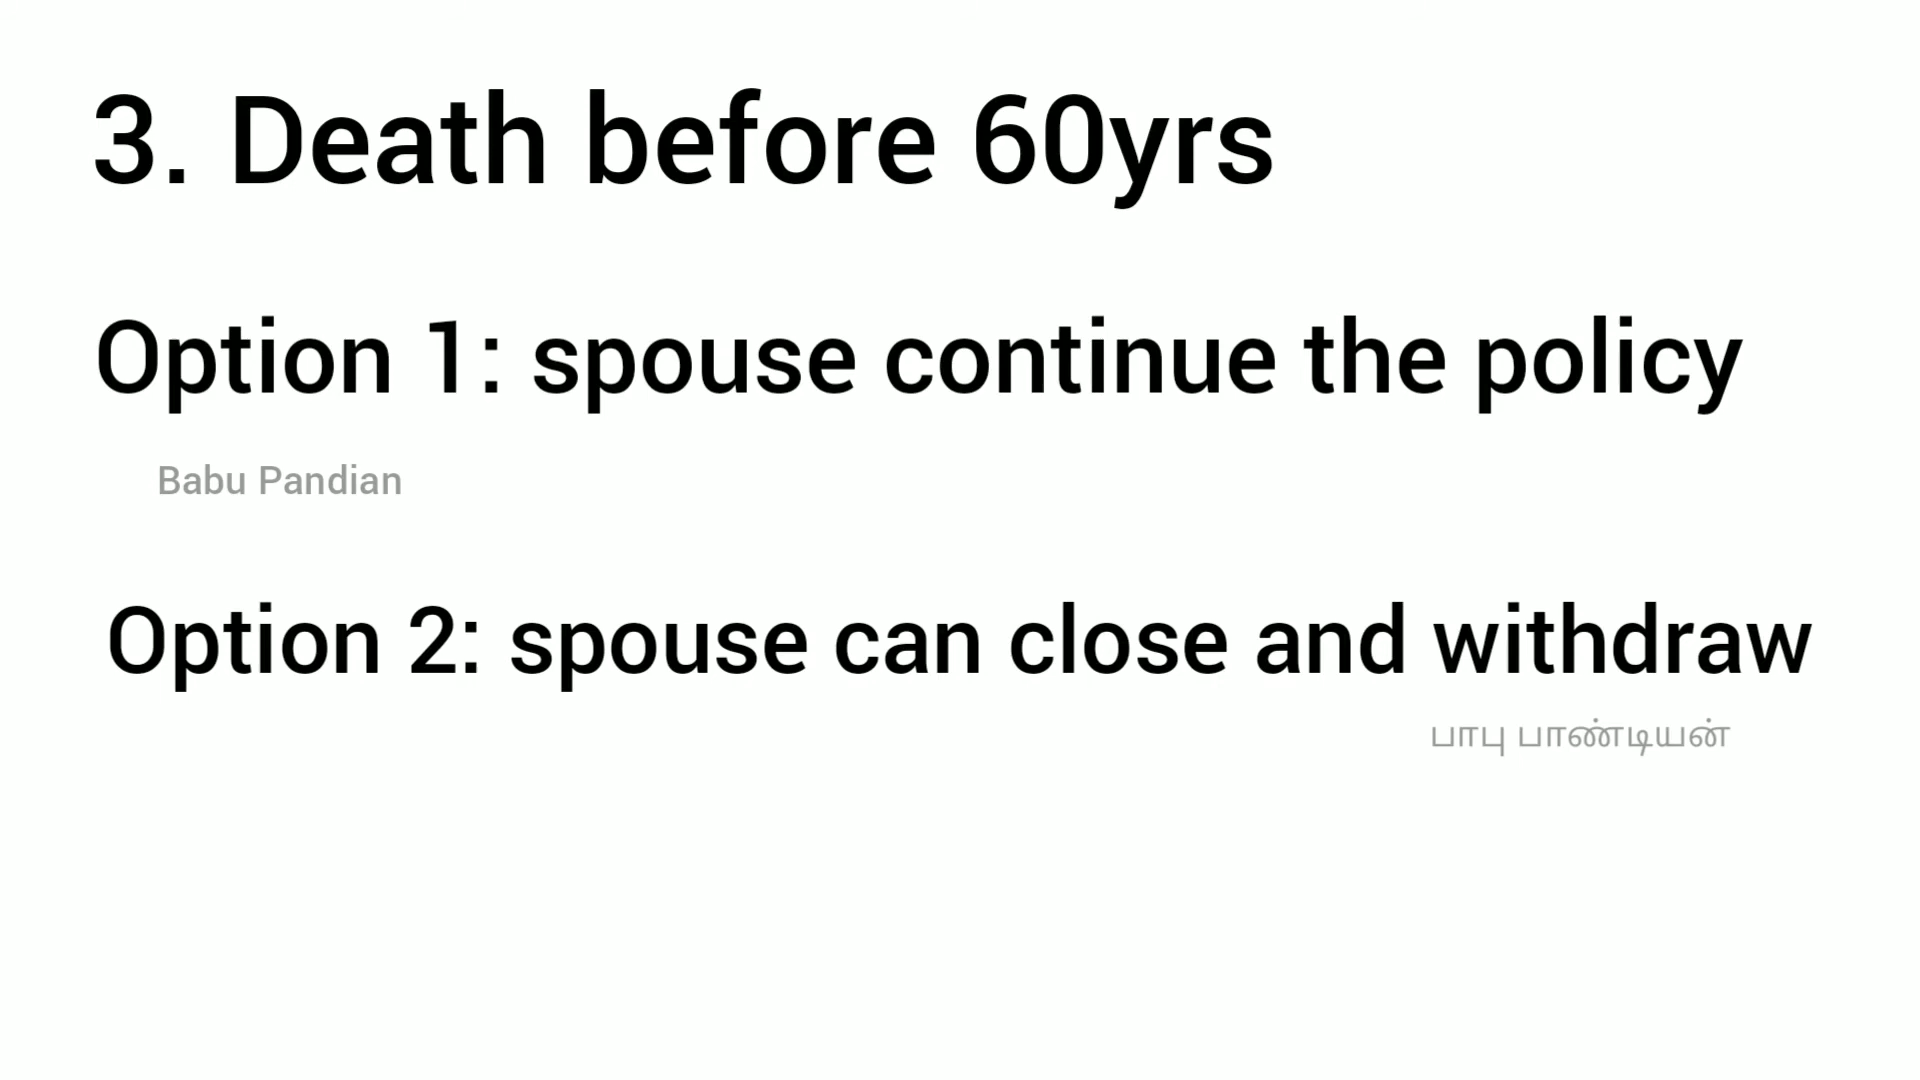 3. Death before 60yrs
Option 1: spouse continue the policy
Babu Pandian
Option 2: spouse can close and withdraw
பாபு பாண்டியன்